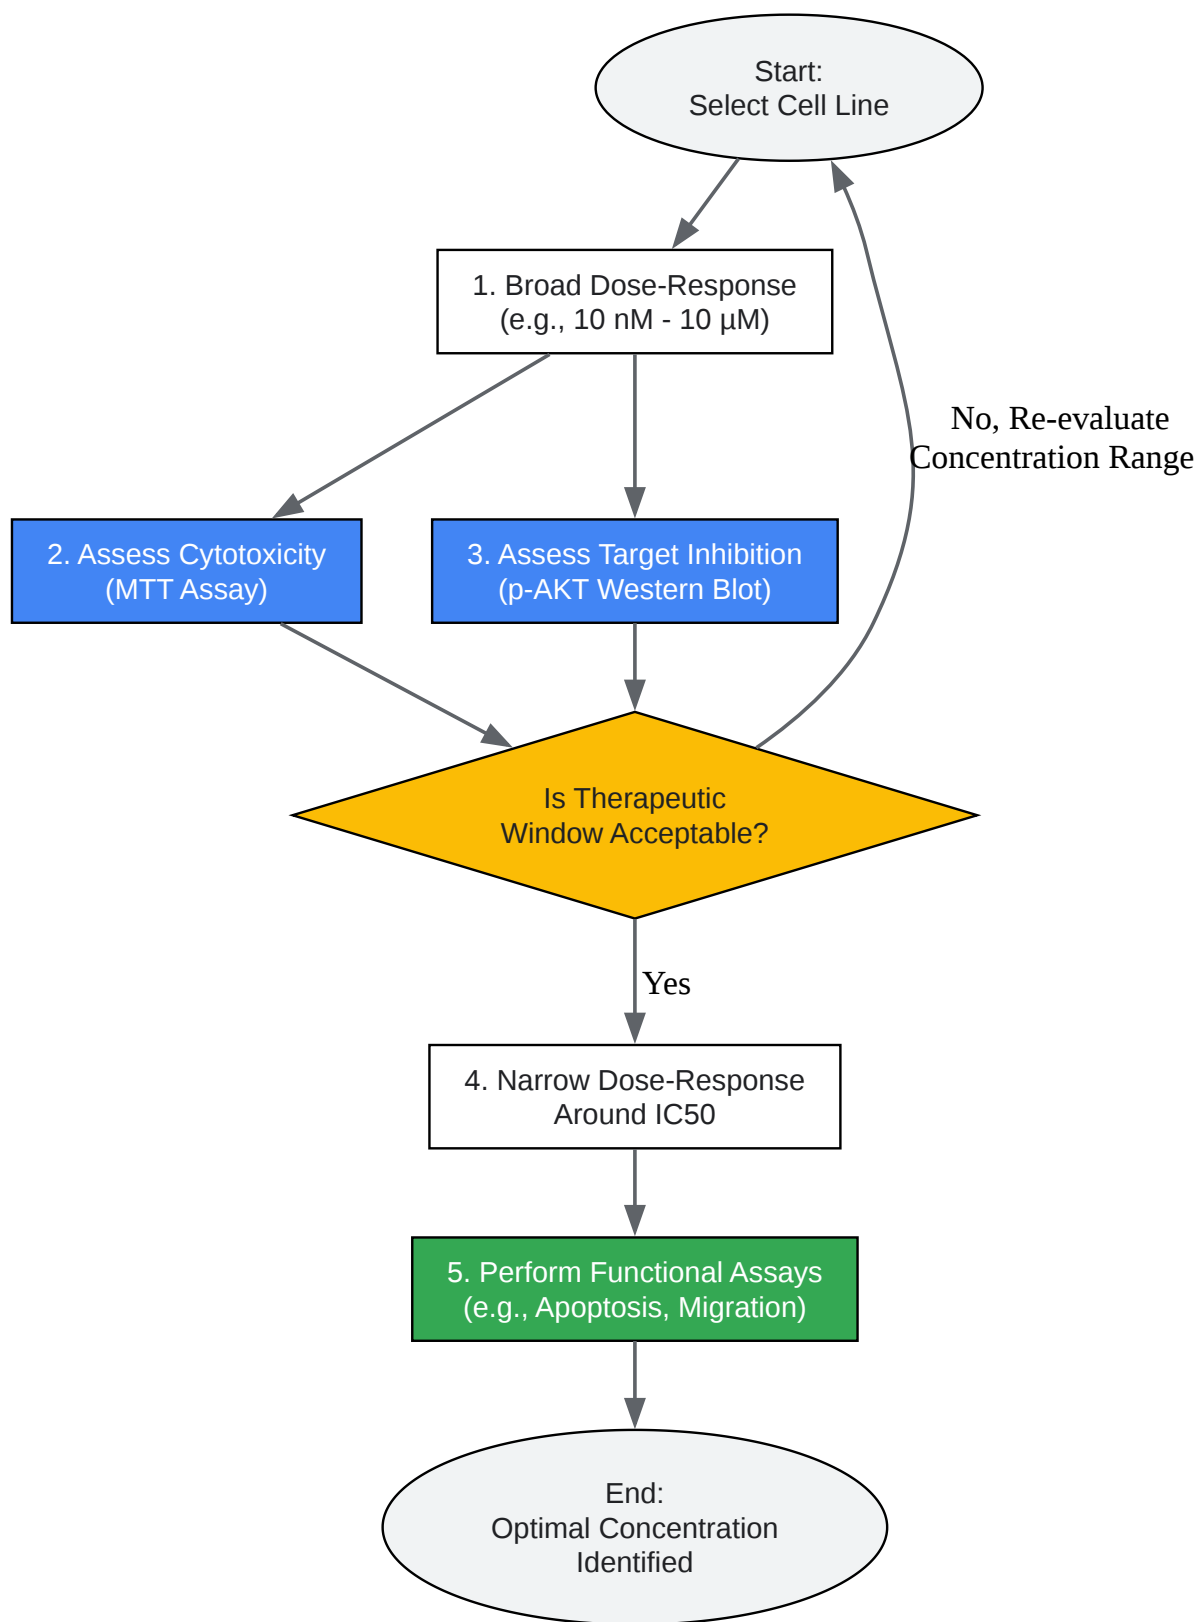 Start:
Select Cell Line
1. Broad Dose-Response
(e.g., 10 nM - 10 µM)
No, Re-evaluate
Concentration Range
2. Assess Cytotoxicity
(MTT Assay)
3. Assess Target Inhibition
(p-AKT Western Blot)
Is Therapeutic
Window Acceptable?
Yes
4. Narrow Dose-Response
Around IC50
5. Perform Functional Assays
(e.g., Apoptosis, Migration)
End:
Optimal Concentration
Identified